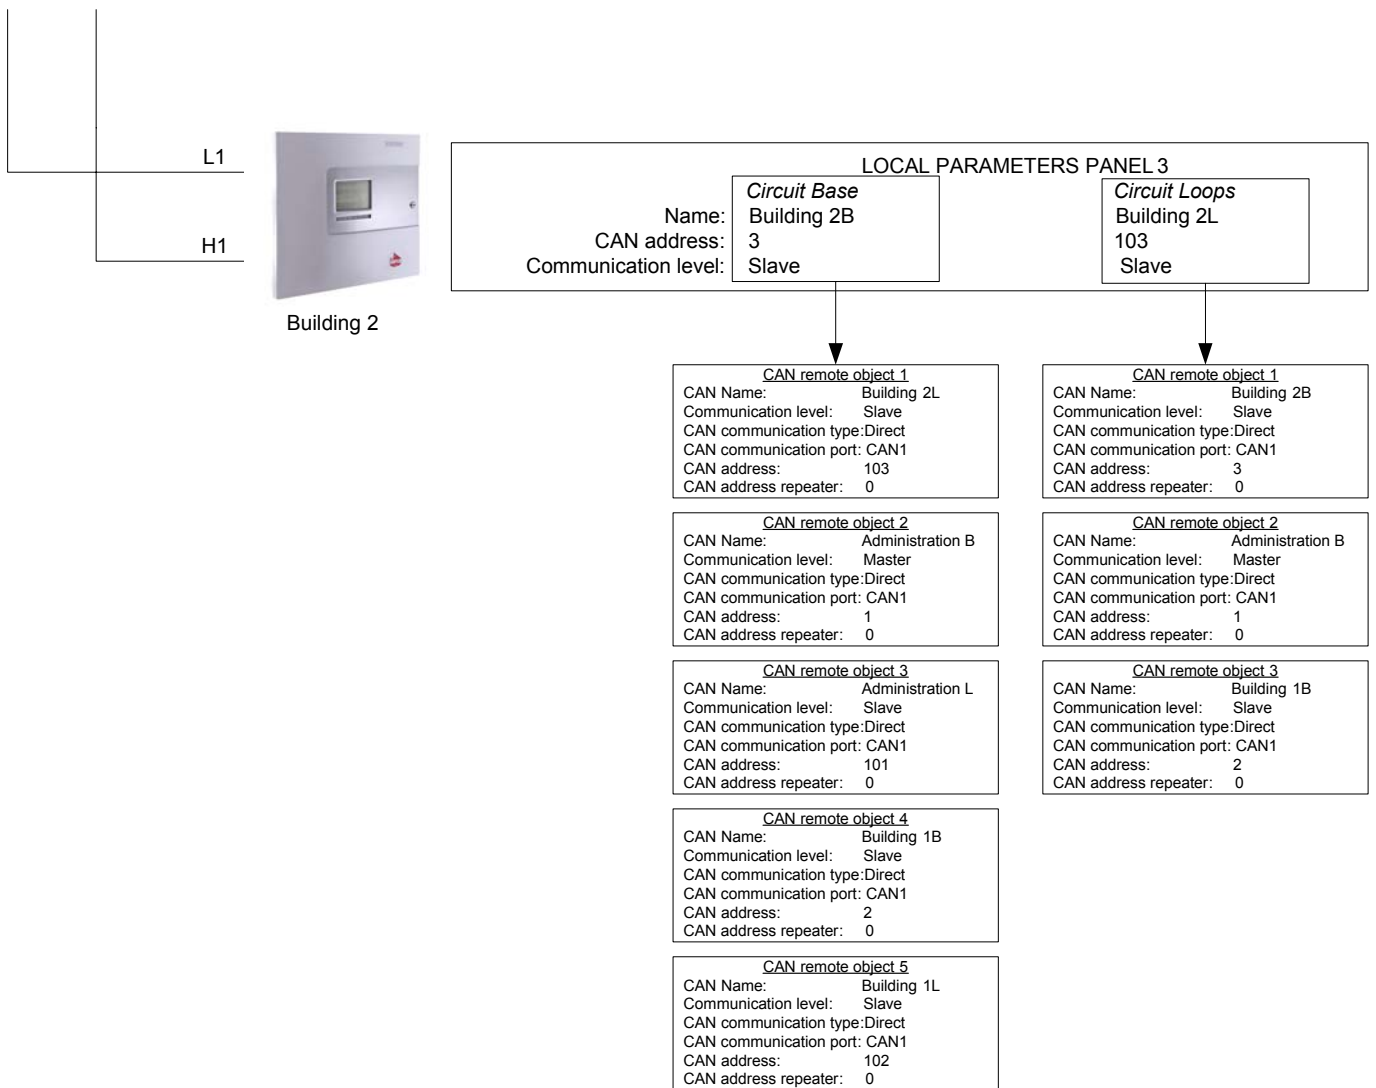 L1
H1
Building 2
LOCAL PARAMETERS PANEL 3
Circuit Base
Name: Building 2B
CAN address: 3
Communication level: Slave
Circuit Loops
Building 2L
103
Slave
CAN remote object 1
CAN Name: Building 2L
Communication level: Slave
CAN communication type:Direct
CAN communication port: CAN1
CAN address: 103
CAN address repeater: 0
CAN remote object 2
CAN Name: Administration B
Communication level: Master
CAN communication type:Direct
CAN communication port: CAN1
CAN address: 1
CAN address repeater: 0
CAN remote object 3
CAN Name: Administration L
Communication level: Slave
CAN communication type:Direct
CAN communication port: CAN1
CAN address: 101
CAN address repeater: 0
CAN remote object 4
CAN Name: Building 1B
Communication level: Slave
CAN communication type:Direct
CAN communication port: CAN1
CAN address: 2
CAN address repeater: 0
CAN remote object 5
CAN Name: Building 1L
Communication level: Slave
CAN communication type:Direct
CAN communication port: CAN1
CAN address: 102
CAN address repeater: 0
CAN remote object 1
CAN Name: Building 2B
Communication level: Slave
CAN communication type:Direct
CAN communication port: CAN1
CAN address: 3
CAN address repeater: 0
CAN remote object 2
CAN Name: Administration B
Communication level: Master
CAN communication type:Direct
CAN communication port: CAN1
CAN address: 1
CAN address repeater: 0
CAN remote object 3
CAN Name: Building 1B
Communication level: Slave
CAN communication type:Direct
CAN communication port: CAN1
CAN address: 2
CAN address repeater: 0